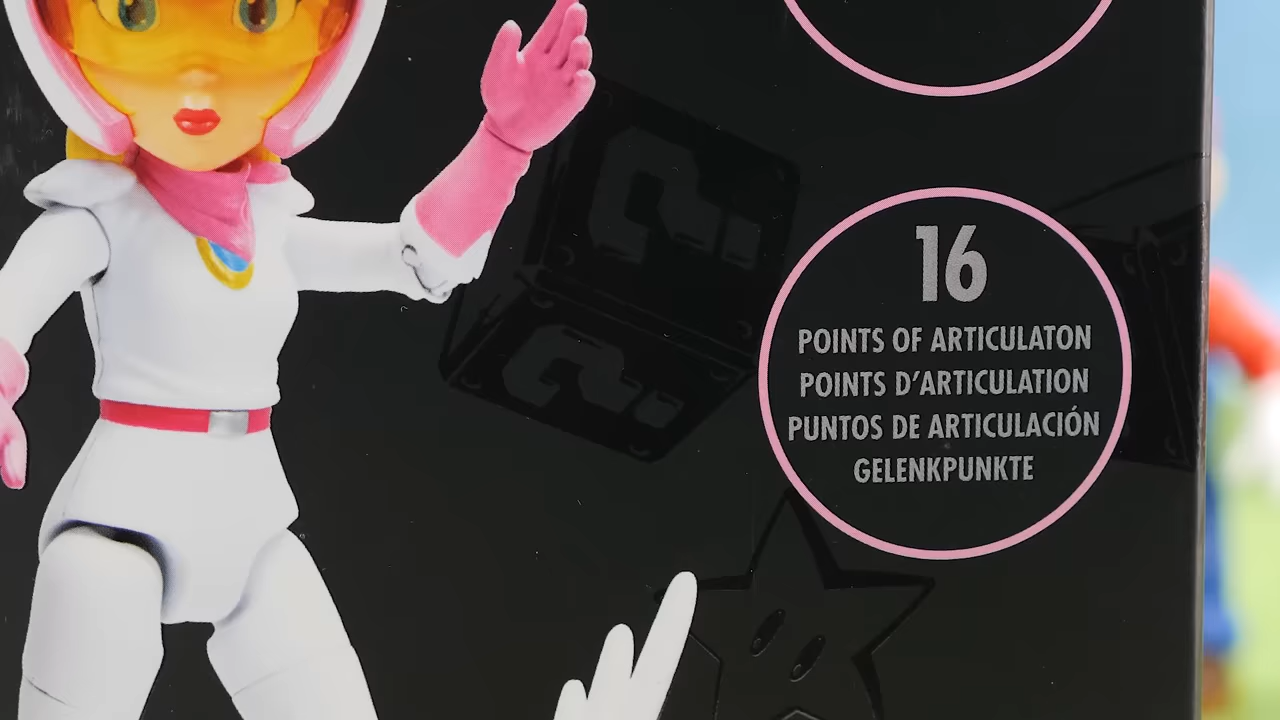 16
POINTS OF ARTICULATON
POINTS D'ARTICULATION
PUNTOS DE ARTICULACIÓN
GELENKPUNKTE